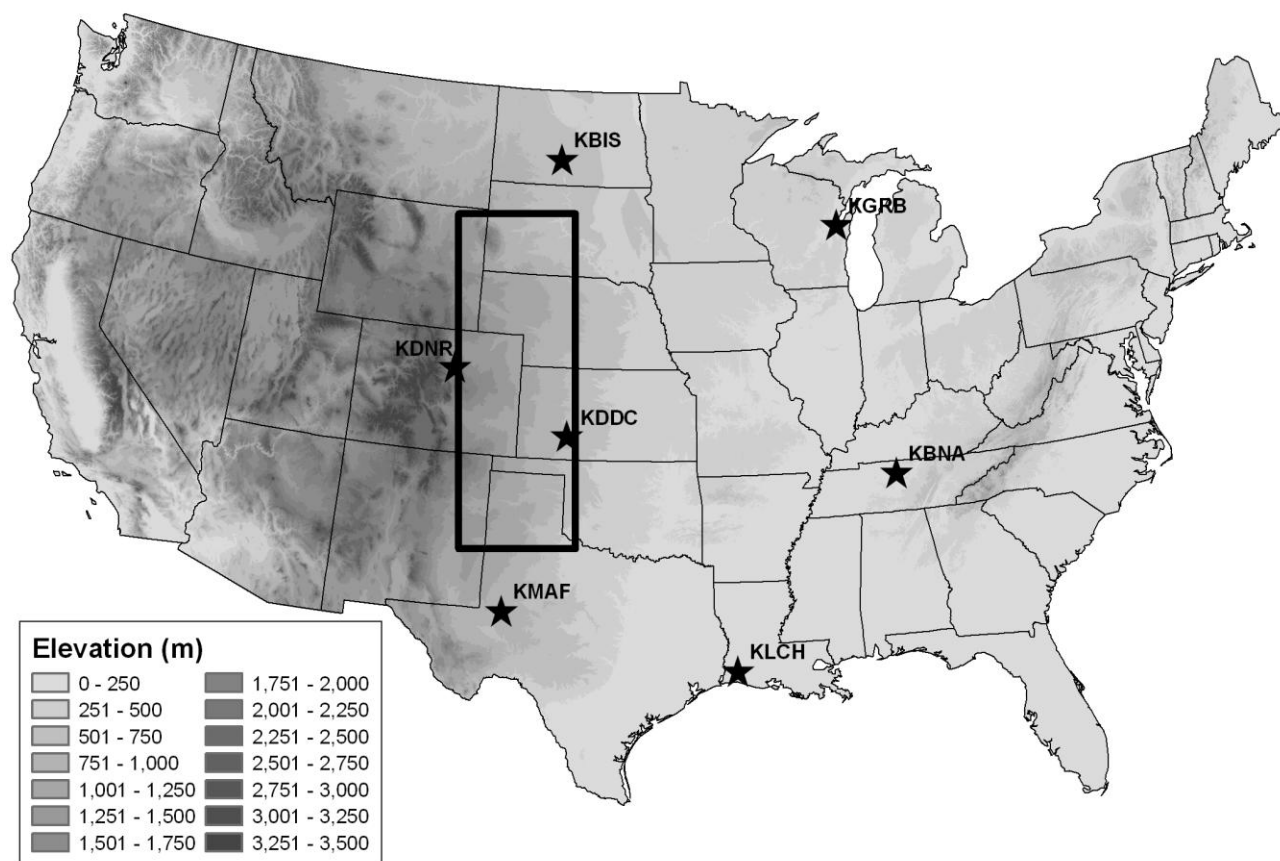 KBIS
KGRB
KDNR
KDDC
KBNA
KMAF
KLCH
Elevation (m)
0 - 250
251 - 500
501 - 750
751 - 1,000
1,001 - 1,250
1,251 - 1,500
1,501 - 1,750
1,751 - 2,000
2,001 - 2,250
2,251 - 2,500
2,501 - 2,750
2,751 - 3,000
3,001 - 3,250
3,251 - 3,500